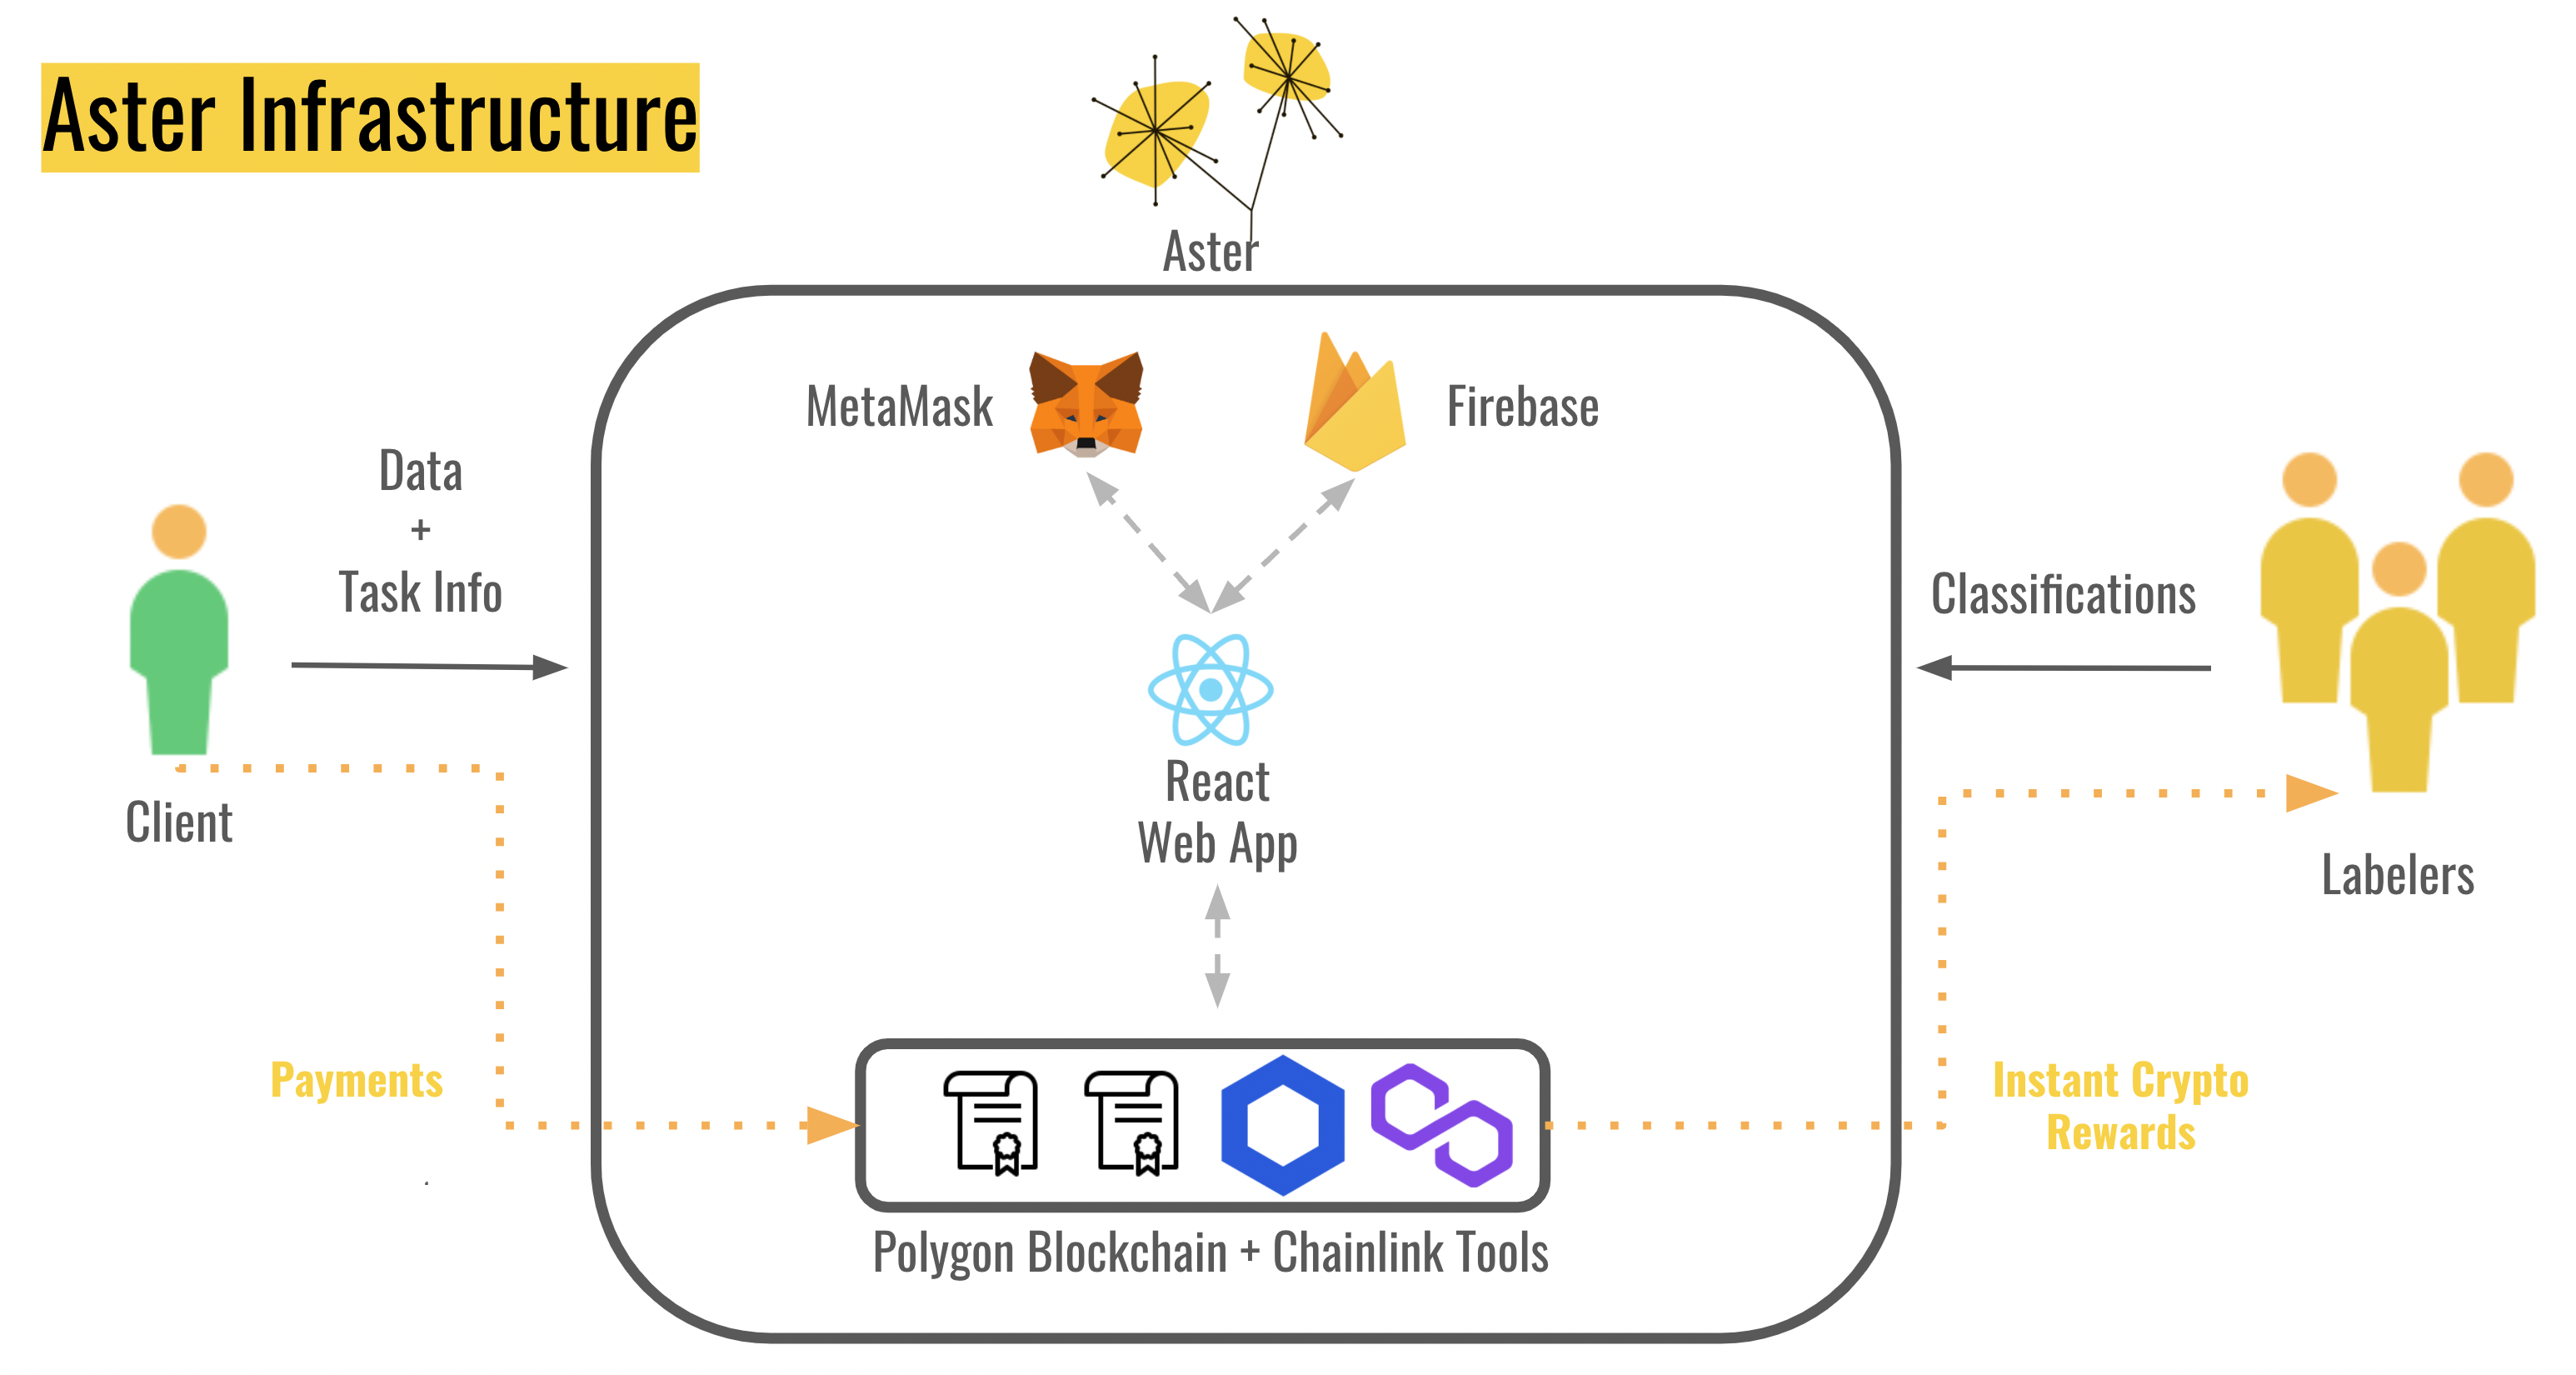 Aster Infrastructure
Aster
MetaMask
Firebase
Data
+
Task Info
Classifications
React
Web App
Client
Labelers
Payments
Instant Crypto
Rewards
Polygon Blockchain + Chainlink Tools